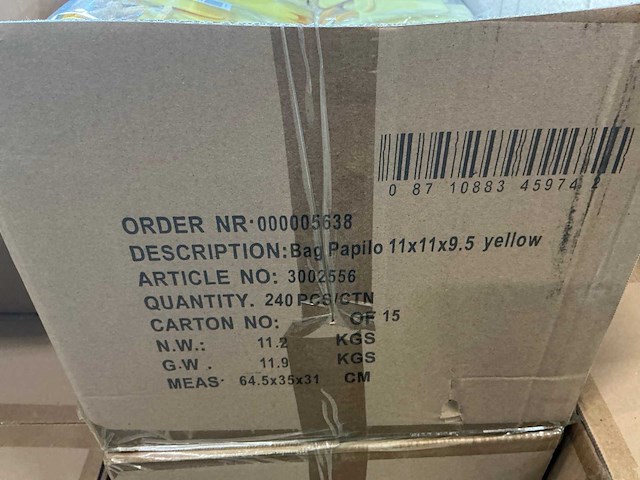 0 87 10883 45974 2
ORDER NR·000005638
DESCRIPTION:Bag Papilo 11x11x9.5 yellow
ARTICLE NO: 3002556
QUANTITY. 240 PCS/CTN
CARTON NO: OF 15
N.W.: 11.2 KGS
G.W. 11.9 KGS
MEAS· 64.5x35x31 CM